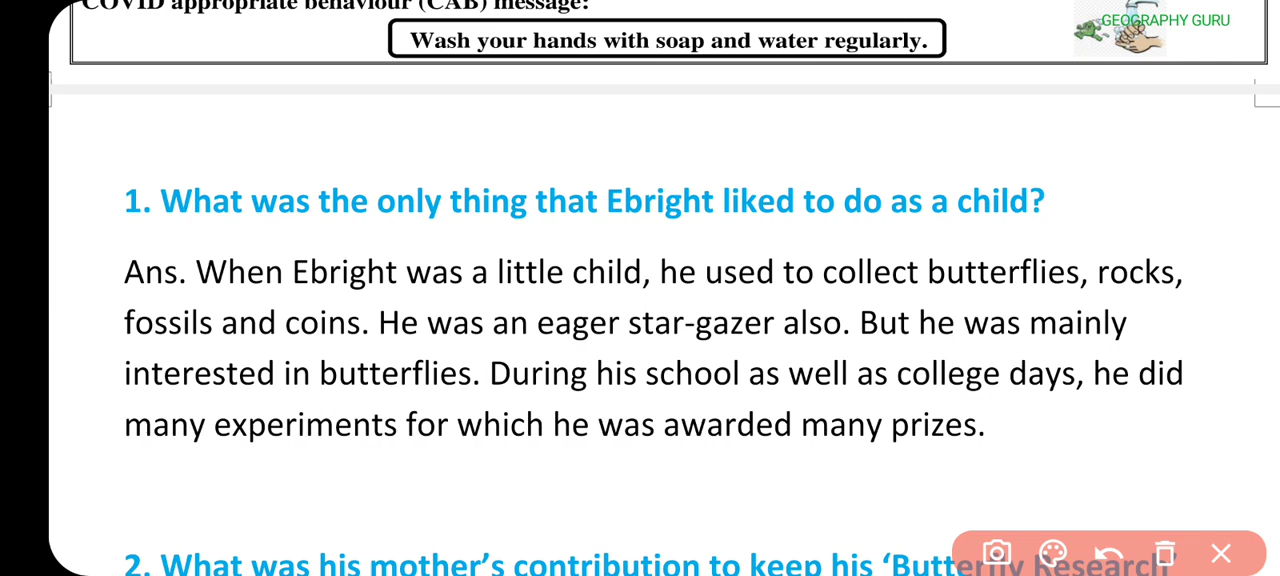 COVID appropriate behaviour (CAB) message:
GEOGRAPHY GURU
Wash your hands with soap and water regularly.
1. What was the only thing that Ebright liked to do as a child?
Ans. When Ebright was a little child, he used to collect butterflies, rocks,
fossils and coins. He was an eager star-gazer also. But he was mainly
interested in butterflies. During his school as well as college days, he did
many experiments for which he was awarded many prizes.
2. What was his mother's contribution to keep his ‘Butterfly Research’